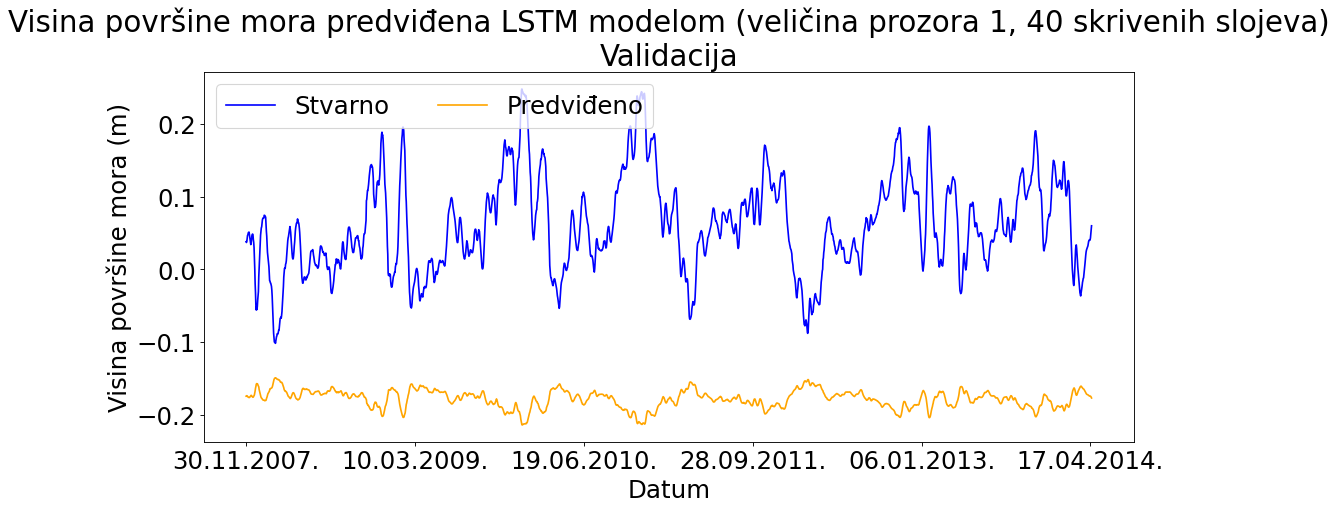 Visina površine mora predviđena LSTM modelom (veličina prozora 1, 40 skrivenih slojeva)
Validacija
Stvarno Predviđeno
Visina površine mora (m)
0.2
0.1
0.0
−0.1
−0.2
30.11.2007. 10.03.2009. 19.06.2010. 28.09.2011. 06.01.2013. 17.04.2014.
Datum